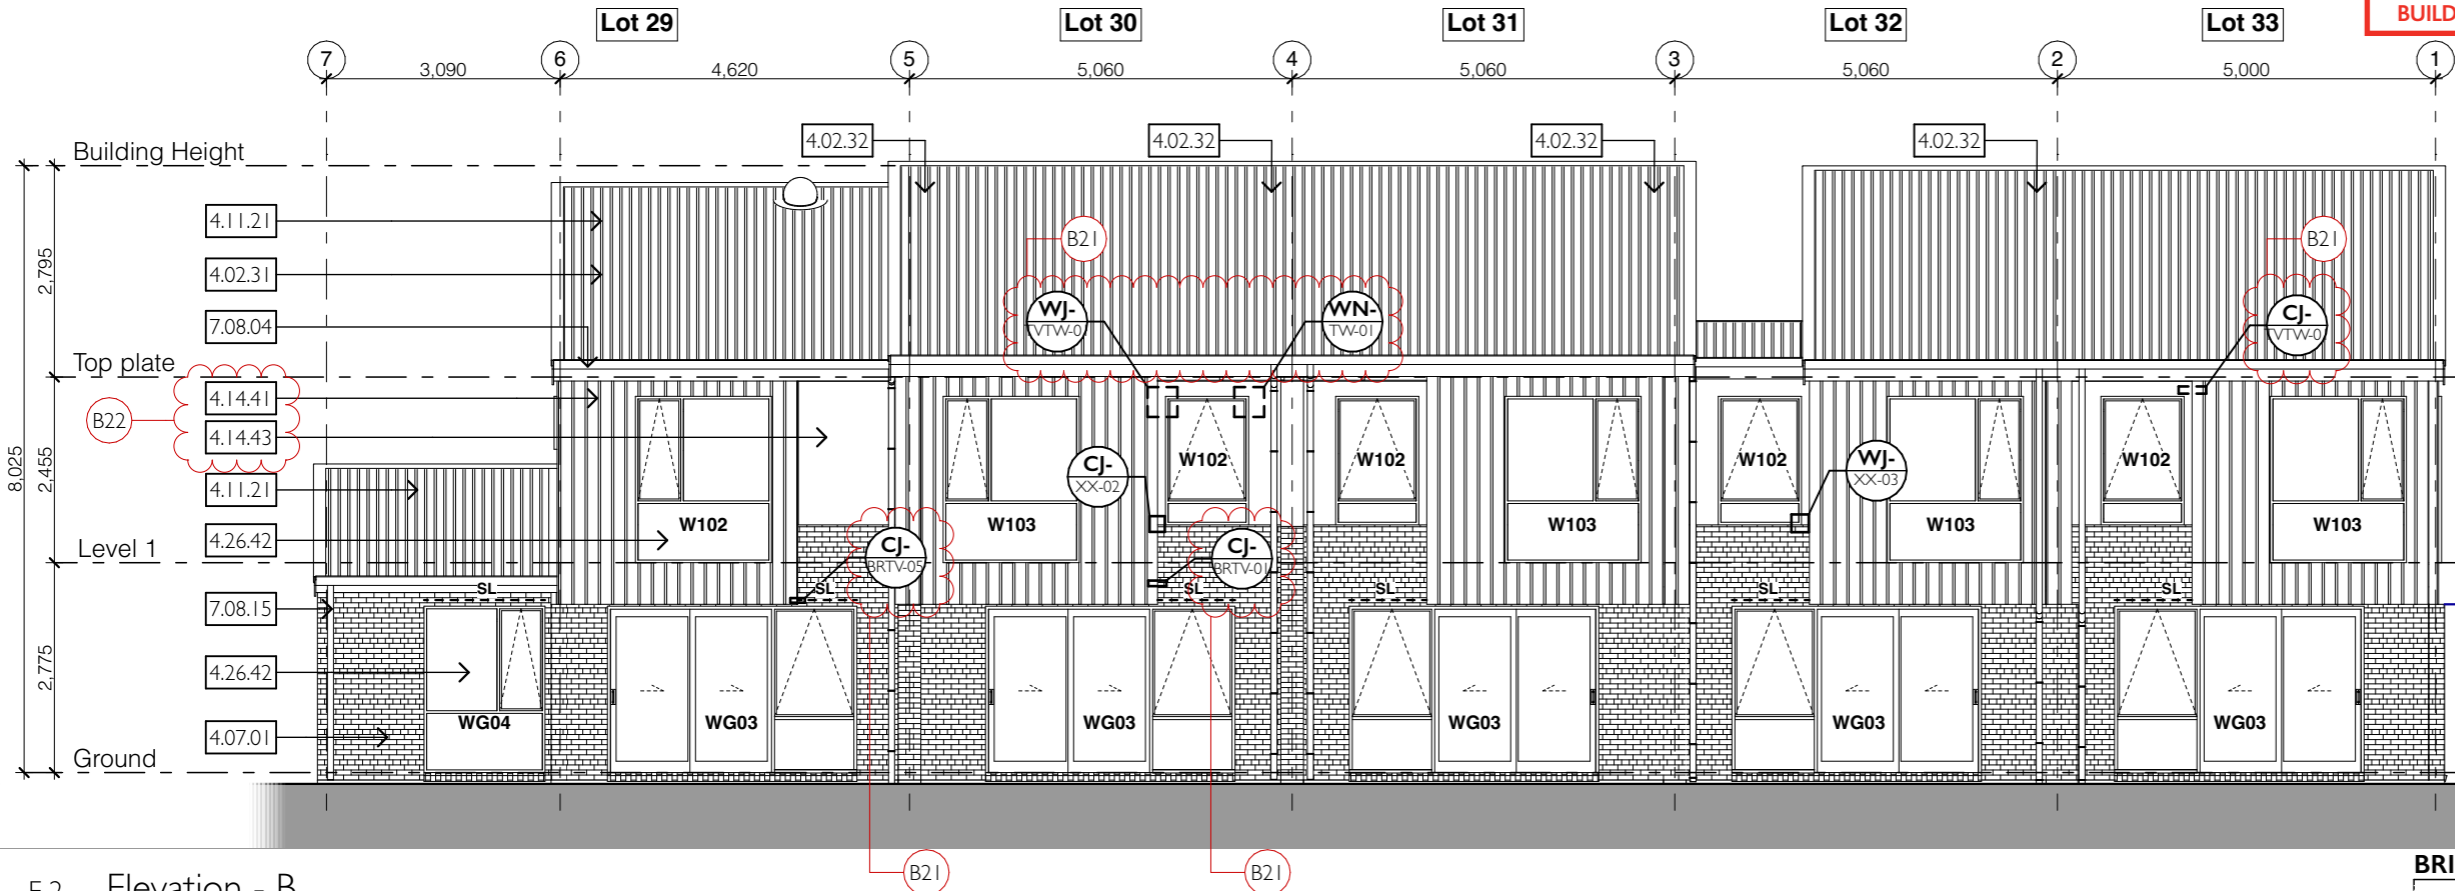 Lot 29
Lot 30
Lot 31
Lot 32
Lot 33
BUILD
7
6
5
4
3
2
1
3,090
4,620
5,060
5,060
5,060
5,000
4.02.32
4.02.32
4.02.32
4.02.32
Building Height
4.11.21
4.02.31
7.08.04
Top plate
4.14.41
4.14.43
B22
4.11.21
4.26.42
Level 1
7.08.15
4.26.42
4.07.01
Ground
8,025
2,795
2,455
2,775
B21
B21
WJ-
VTW-0
WN-
TW-01
CJ-
VTW-0
CJ-
XX-02
WJ-
XX-03
CJ-
BRTV-05
CJ-
BRTV-01
W102
W103
W102
W102
W103
W102
W103
W102
W103
SL
SL
SL
SL
SL
SL
WG04
WG03
WG03
WG03
WG03
WG03
B21
B21
E2
Elevation - B
BRI